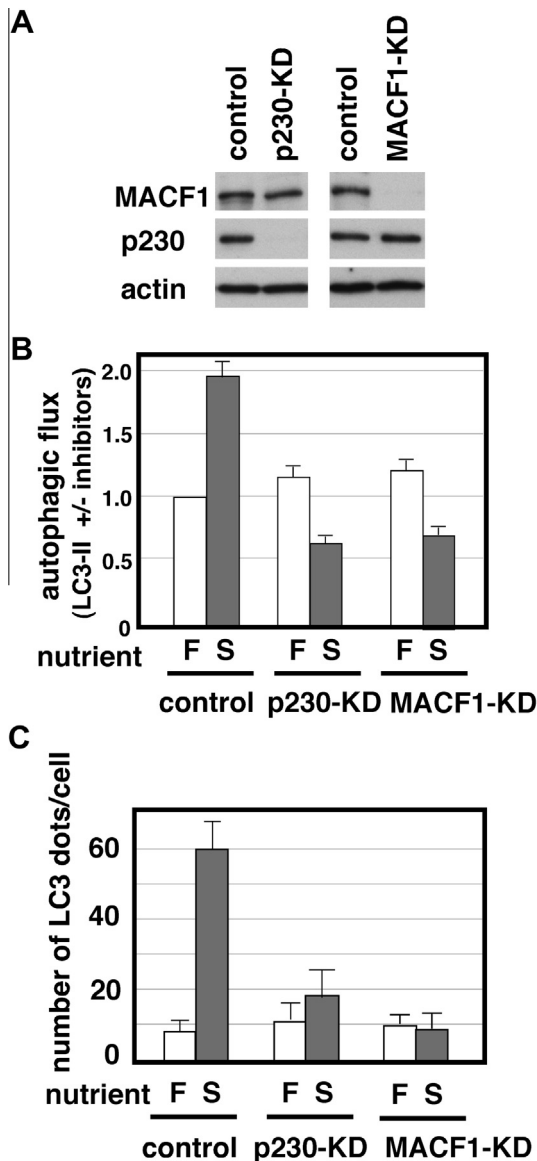 A
control
p230-KD
control
MACF1-KD
MACF1
p230
actin
B
autophagic flux
(LC3-II +/- inhibitors)
2.0
1.5
1.0
0.5
0
nutrient F S F S F S
control p230-KD MACF1-KD
C
number of LC3 dots/cell
60
40
20
0
nutrient F S F S F S
control p230-KD MACF1-KD